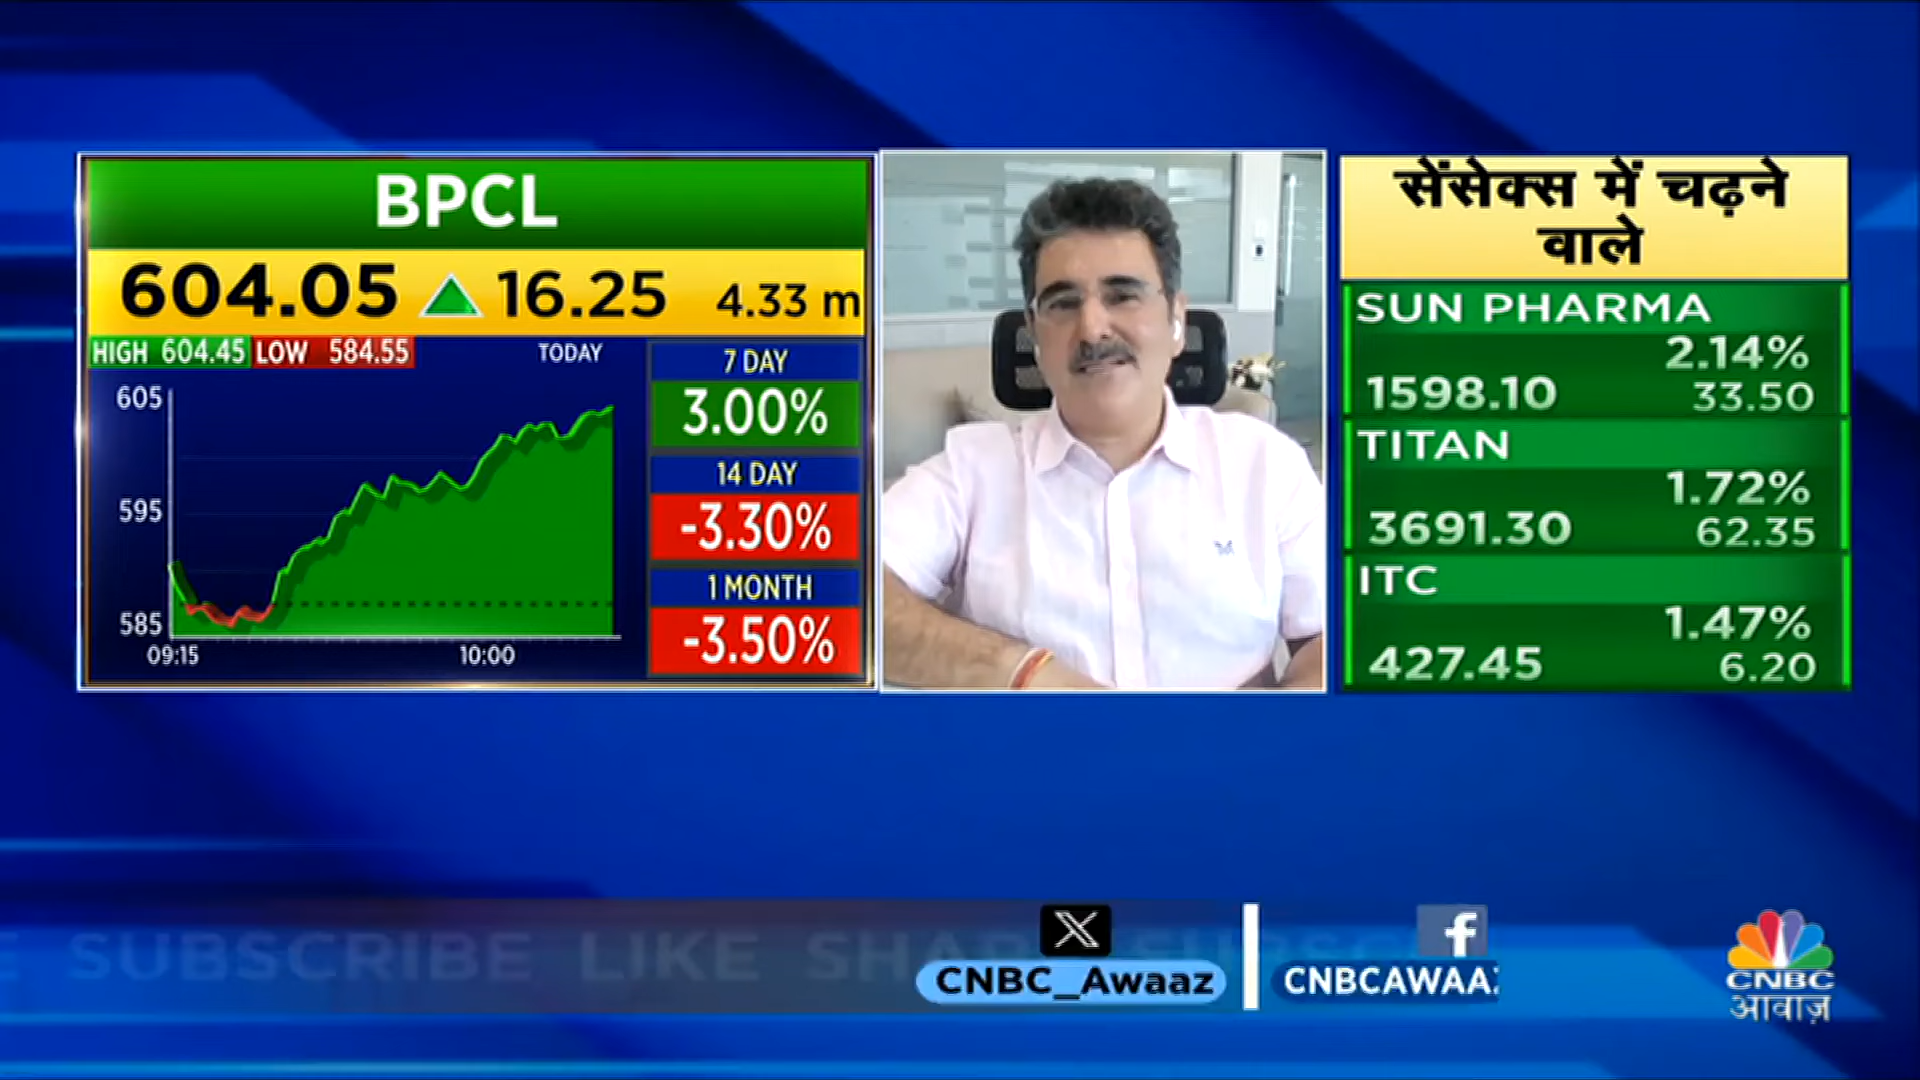 BPCL
604.05 16.25 4.33 m
HIGH 604.45 LOW 584.55 TODAY
605
595
585
09:15 10:00
7 DAY
3.00%
14 DAY
-3.30%
1 MONTH
-3.50%
सेंसेक्स में चढ़ने
वाले
SUN PHARMA
2.14%
1598.10 33.50
TITAN
1.72%
3691.30 62.35
ITC
1.47%
427.45 6.20
SUBSCRIBE LIKE
CNBC_Awaaz
f
CNBCAWAA
CNBC
आवाज़